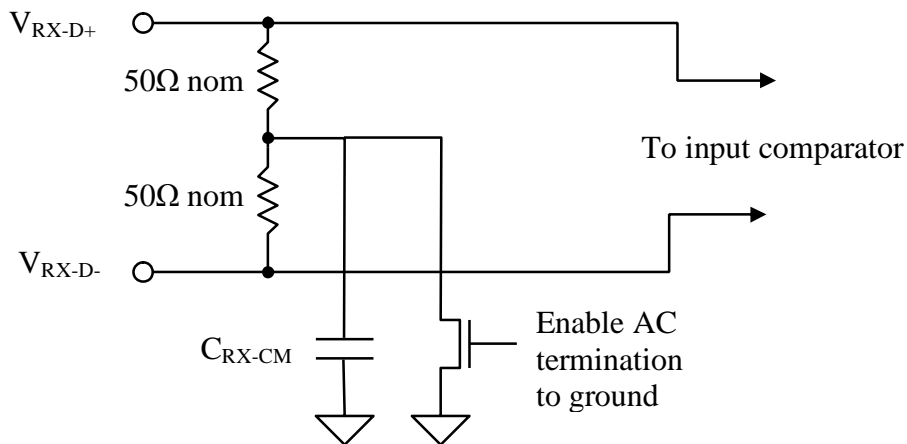 V_RX-D+
50Ω nom
To input comparator
50Ω nom
V_RX-D-
C_RX-CM
Enable AC
termination
to ground